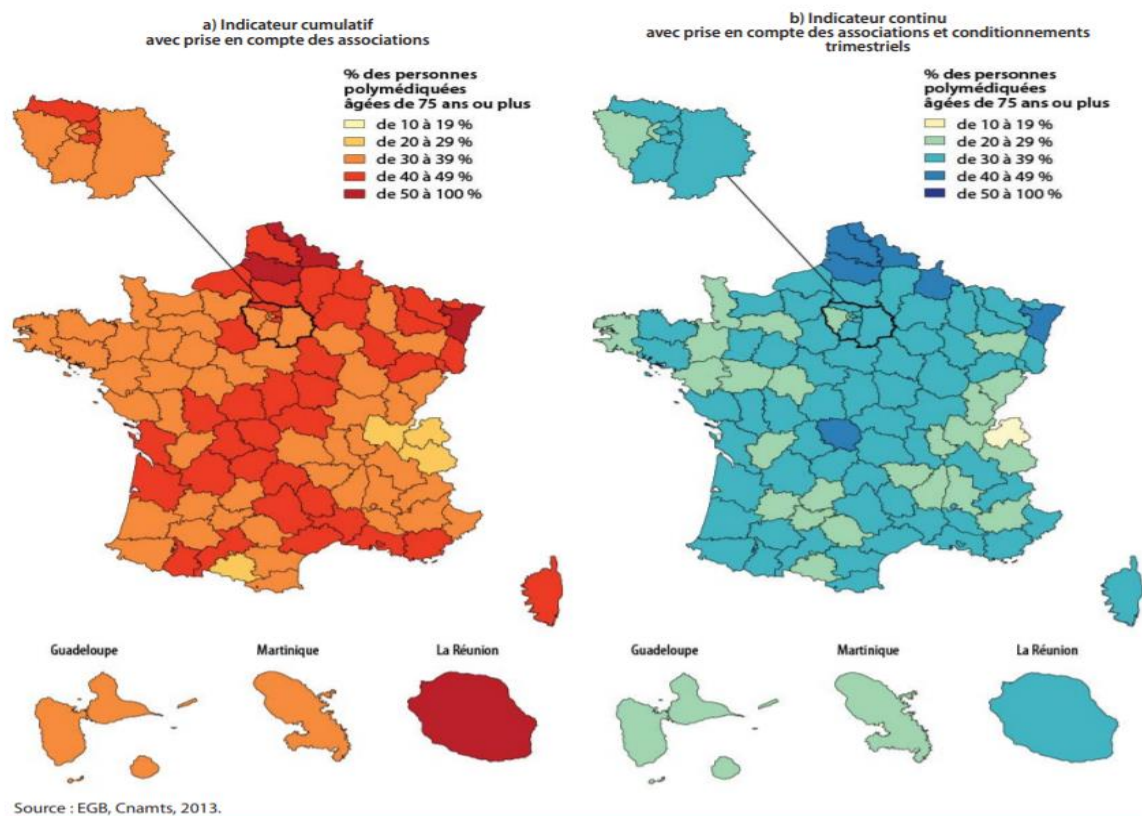 a) Indicateur cumulatif
avec prise en compte des associations
% des personnes
polymédiquées
âgées de 75 ans ou plus
de 10 à 19 %
de 20 à 29 %
de 30 à 39 %
de 40 à 49 %
de 50 à 100 %
Guadeloupe
Martinique
La Réunion
b) Indicateur continu
avec prise en compte des associations et conditionnements
trimestriels
% des personnes
polymédiquées
âgées de 75 ans ou plus
de 10 à 19 %
de 20 à 29 %
de 30 à 39 %
de 40 à 49 %
de 50 à 100 %
Guadeloupe
Martinique
La Réunion
Source : EGB, Cnamts, 2013.